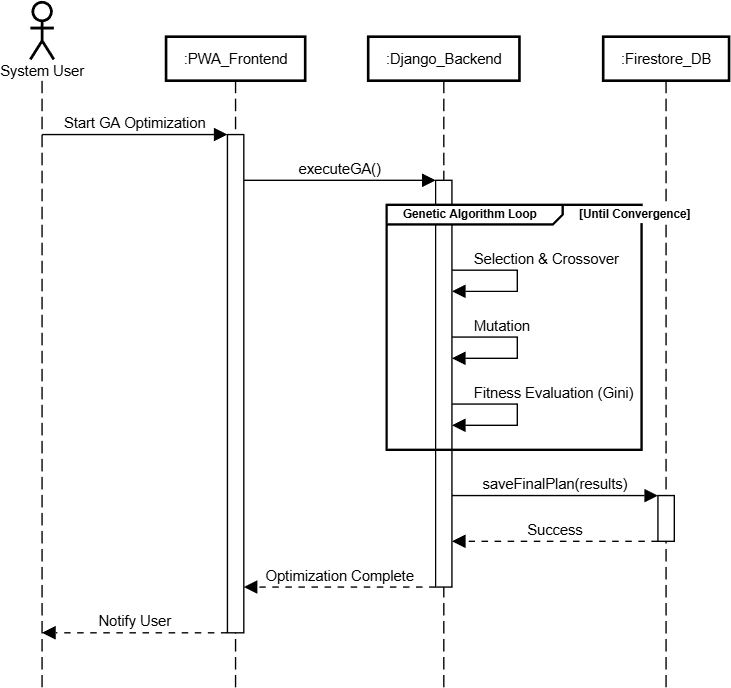 System User
:PWA_Frontend
:Django_Backend
:Firestore_DB
Start GA Optimization
executeGA()
Genetic Algorithm Loop
[Until Convergence]
Selection & Crossover
Mutation
Fitness Evaluation (Gini)
saveFinalPlan(results)
Success
Optimization Complete
Notify User